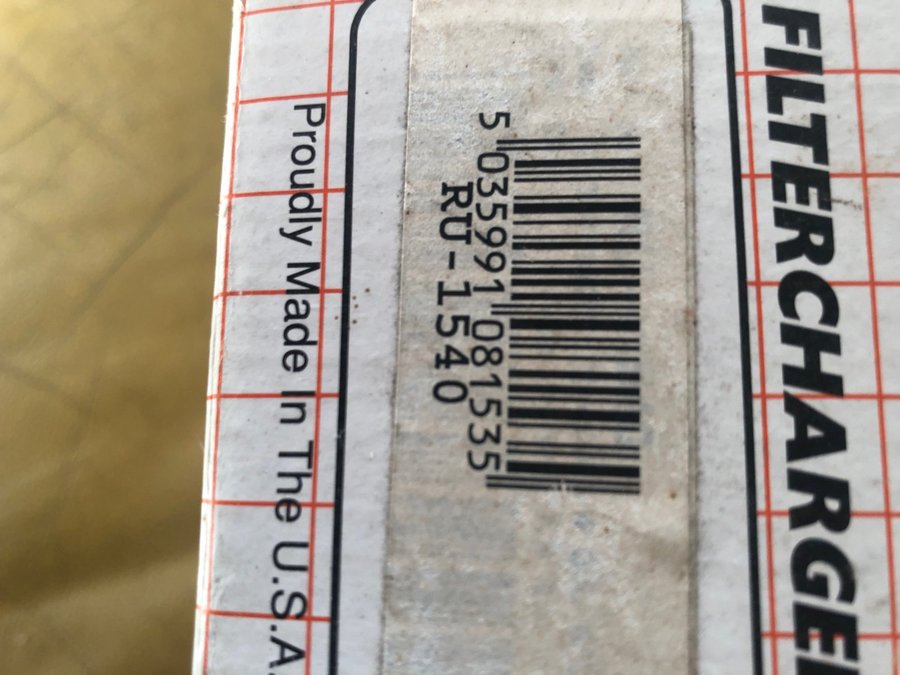 FILTERCHARGE
5 035991 081535
RU-1540
Proudly Made In The U.S.A.